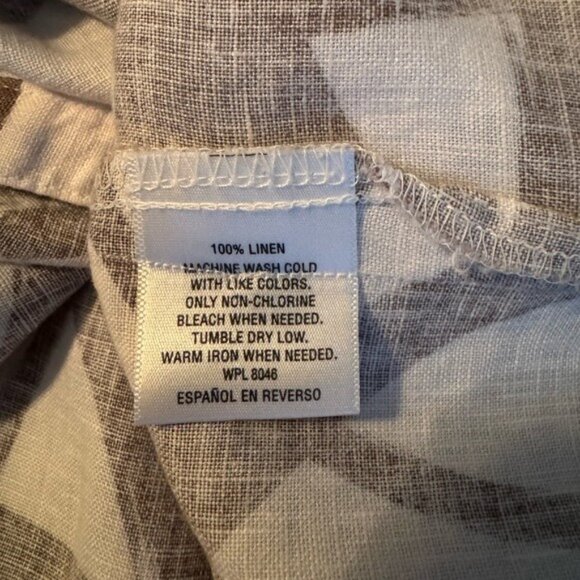 100% LINEN
MACHINE WASH COLD
WITH LIKE COLORS.
ONLY NON-CHLORINE
BLEACH WHEN NEEDED.
TUMBLE DRY LOW.
WARM IRON WHEN NEEDED.
WPL 8046
ESPAÑOL EN REVERSO